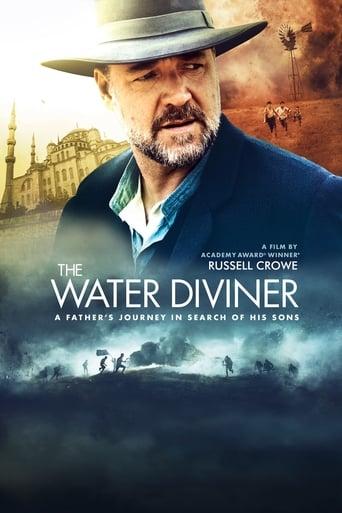 A FILM BY
ACADEMY AWARD® WINNER
RUSSELL CROWE
THE
WATER DIVINER
A FATHER'S JOURNEY IN SEARCH OF HIS SONS